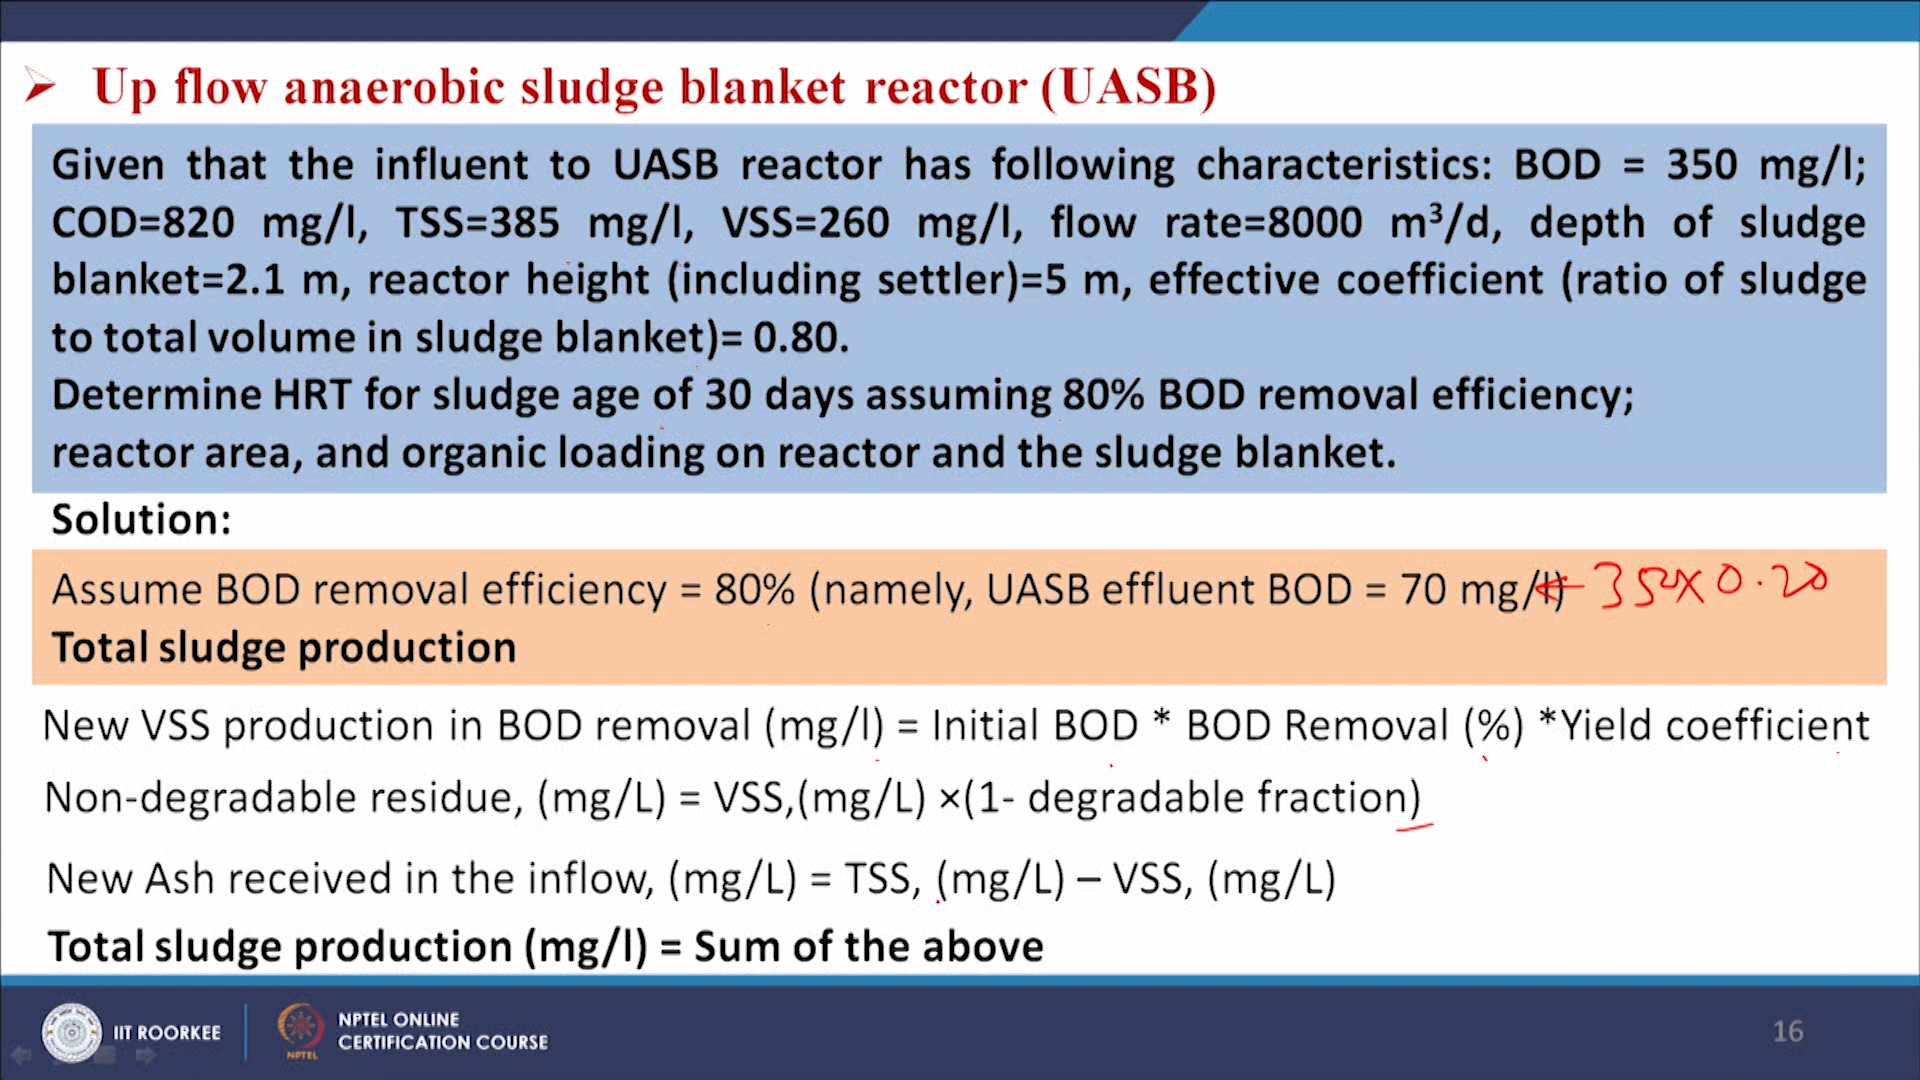 Up flow anaerobic sludge blanket reactor (UASB)
Given that the influent to UASB reactor has following characteristics: BOD = 350 mg/l;
COD=820 mg/l, TSS=385 mg/l, VSS=260 mg/l, flow rate=8000 m³/d, depth of sludge
blanket=2.1 m, reactor height (including settler)=5 m, effective coefficient (ratio of sludge
to total volume in sludge blanket)= 0.80.
Determine HRT for sludge age of 30 days assuming 80% BOD removal efficiency;
reactor area, and organic loading on reactor and the sludge blanket.
Solution:
Assume BOD removal efficiency = 80% (namely, UASB effluent BOD = 70 mg/l) ← 350×0.20
Total sludge production
New VSS production in BOD removal (mg/l) = Initial BOD * BOD Removal (%) *Yield coefficient
Non-degradable residue, (mg/L) = VSS,(mg/L) ×(1- degradable fraction)
New Ash received in the inflow, (mg/L) = TSS, (mg/L) – VSS, (mg/L)
Total sludge production (mg/l) = Sum of the above
IIT ROORKEE
NPTEL
NPTEL ONLINE
CERTIFICATION COURSE
16